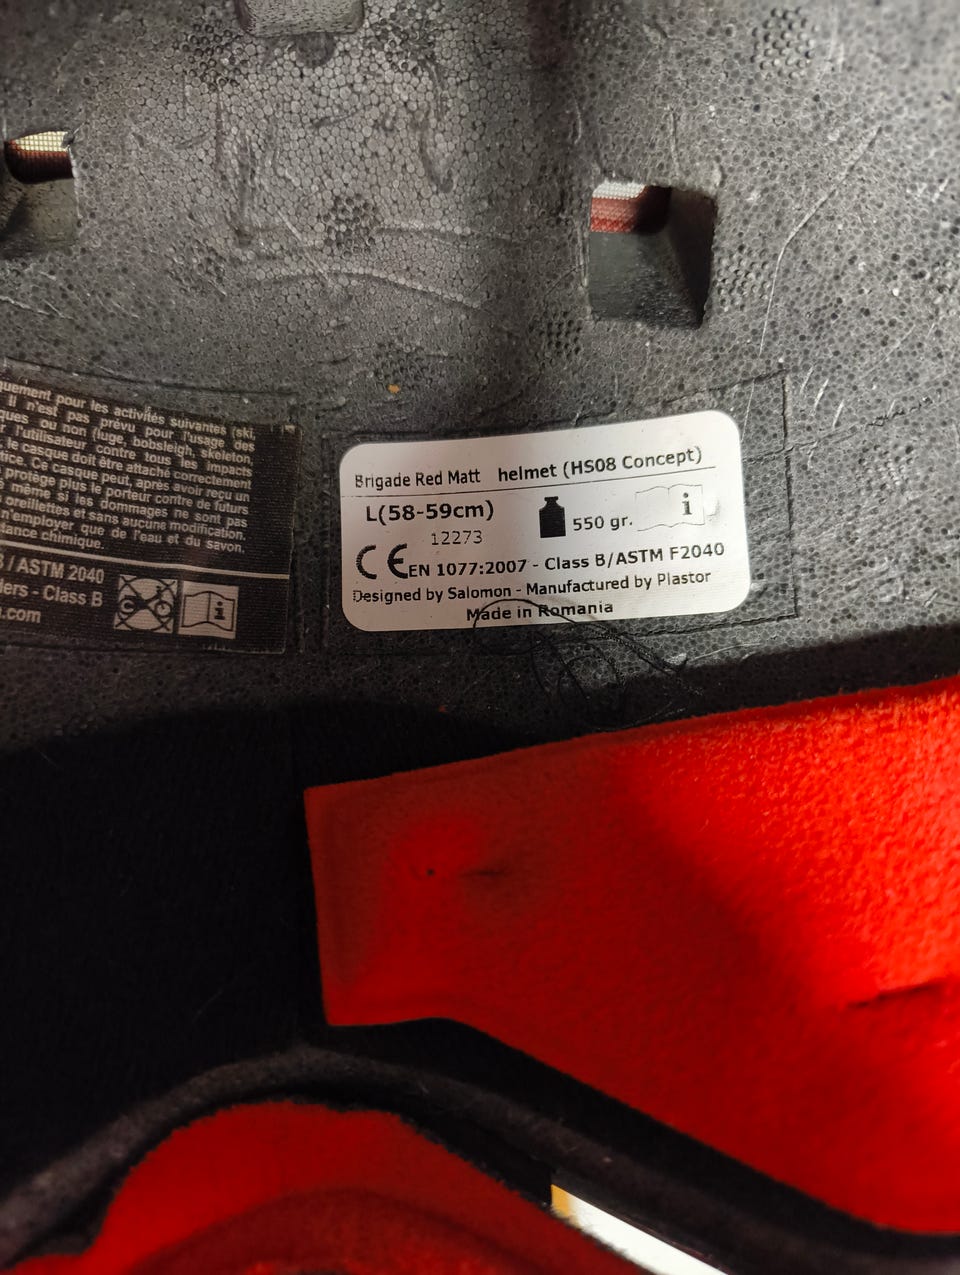 quement pour les activités suivantes (ski,
il n'est pas prévu pour l'usage des
ques ou non (luge, bobsleigh, skeleton,
r l'utilisateur contre tous les impacts
le casque doit être attaché correctement
tice. Ce casque peut, après avoir reçu un
protège plus le porteur contre de futurs
même si les dommages ne sont pas
oreillettes et sans aucune modification.
n'employer que de l'eau et du savon.
tance chimique.
/ ASTM 2040
ders - Class B
.com
C
i
Brigade Red Matt helmet (HS08 Concept)
L(58-59cm)
12273
550 gr.
i
CE EN 1077:2007 - Class B/ASTM F2040
Designed by Salomon - Manufactured by Plastor
Made in Romania